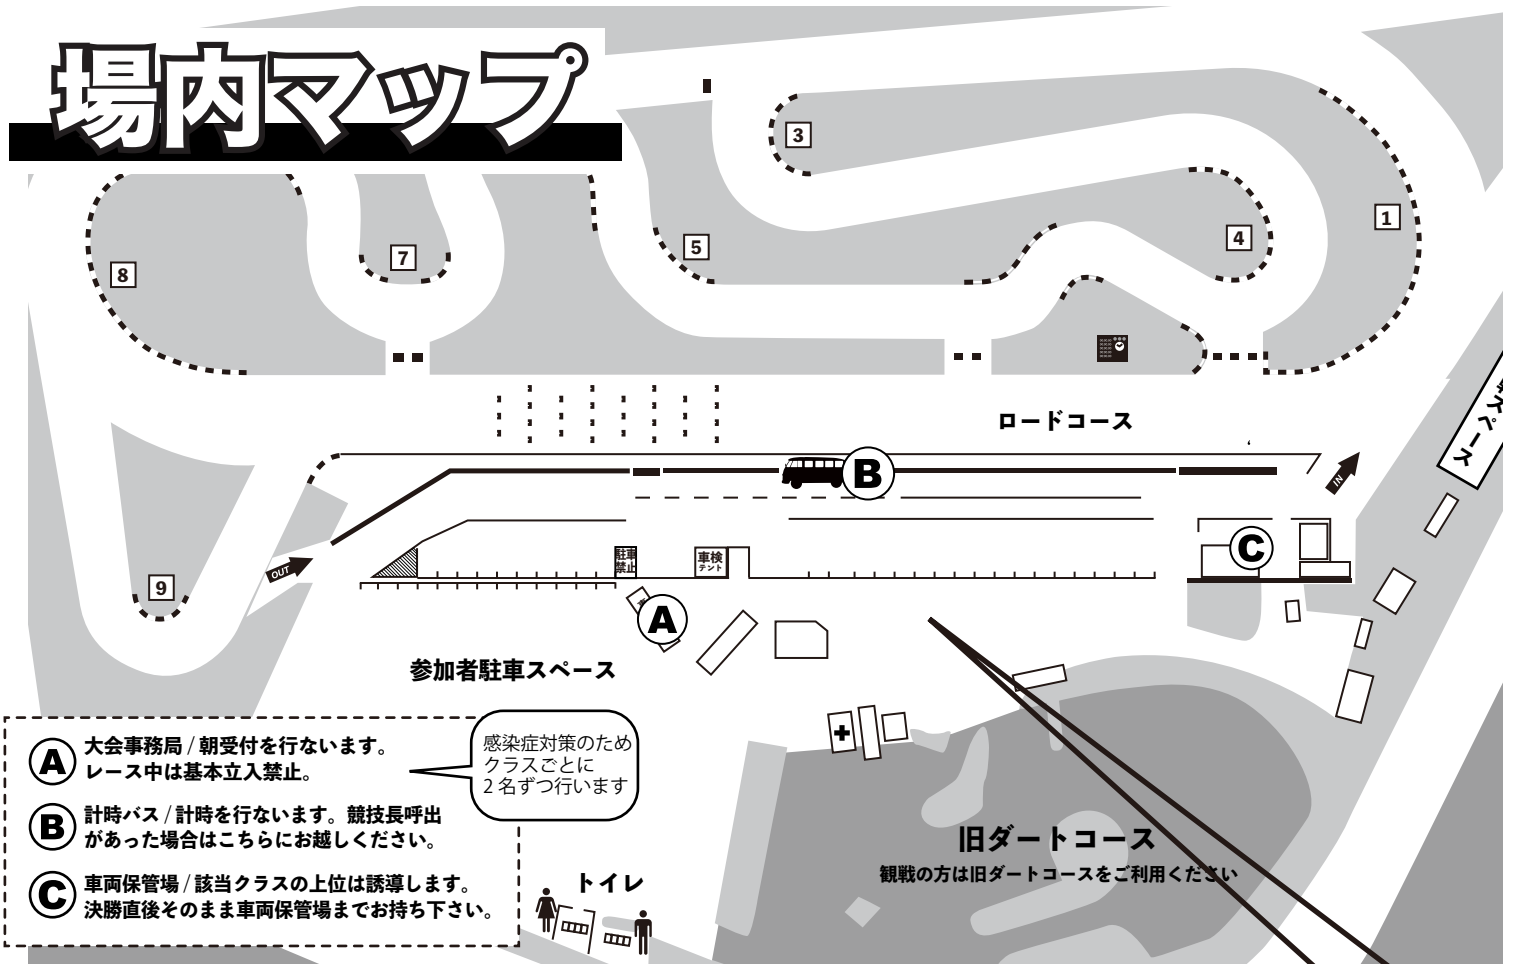 場内マップ
3
1
4
5
7
8
ロードコース
スペース
B
IN
C
駐車
禁止
車検
テント
OUT
9
A
参加者駐車スペース
A 大会事務局 / 朝受付を行ないます。
レース中は基本立入禁止。
感染症対策のため
クラスごとに
2 名ずつ行います
B 計時バス / 計時を行ないます。競技長呼出
があった場合はこちらにお越しください。
C 車両保管場 / 該当クラスの上位は誘導します。
決勝直後そのまま車両保管場までお持ち下さい。
トイレ
旧ダートコース
観戦の方は旧ダートコースをご利用ください